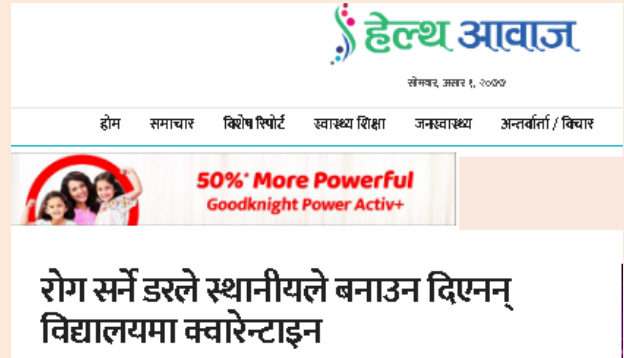 हेल्थ आवाज
सोमवार, असार १, २०७७
होम समाचार विशेष रिपोर्ट स्वास्थ्य शिक्षा जनस्वास्थ्य अन्तर्वार्ता / विचार
50%* More Powerful
Goodknight Power Activ+
रोग सर्ने डरले स्थानीयले बनाउन दिएनन्
विद्यालयमा क्वारेन्टाइन